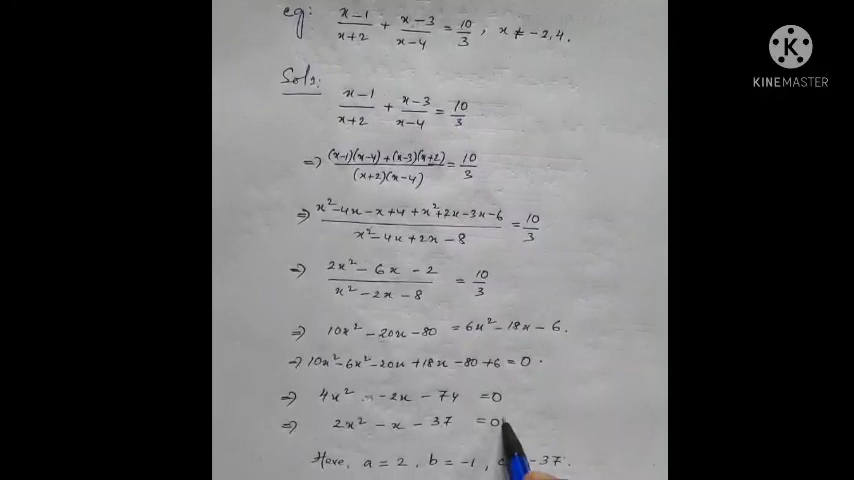 eg: (x-1)/(x+2) + (x-3)/(x-4) = 10/3, x ≠ -2, 4.
Soln:
(x-1)/(x+2) + (x-3)/(x-4) = 10/3
⇒ ((x-1)(x-4)+(x-3)(x+2))/((x+2)(x-4)) = 10/3
⇒ (x²-4x-x+4+x²+2x-3x-6)/(x²-4x+2x-8) = 10/3
⇒ (2x²-6x-2)/(x²-2x-8) = 10/3
⇒ 10x²-20x-80 = 6x²-18x-6.
⇒ 10x²-6x²-20x+18x-80+6=0.
⇒ 4x² - -2x-74 =0
⇒ 2x²-x-37 =0
Here, a=2, b=-1, -37.
KINEMASTER